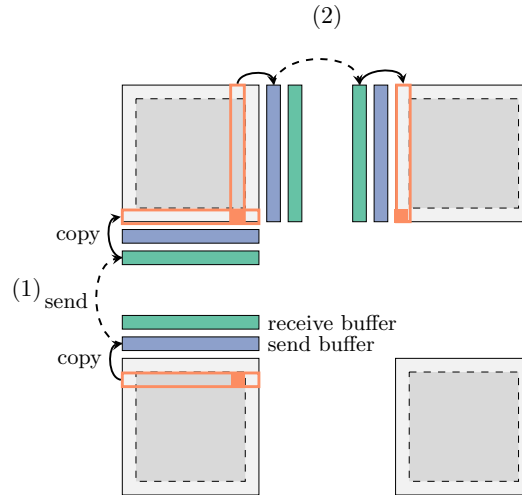 (2)
copy
(1)
send
receive buffer
send buffer
copy